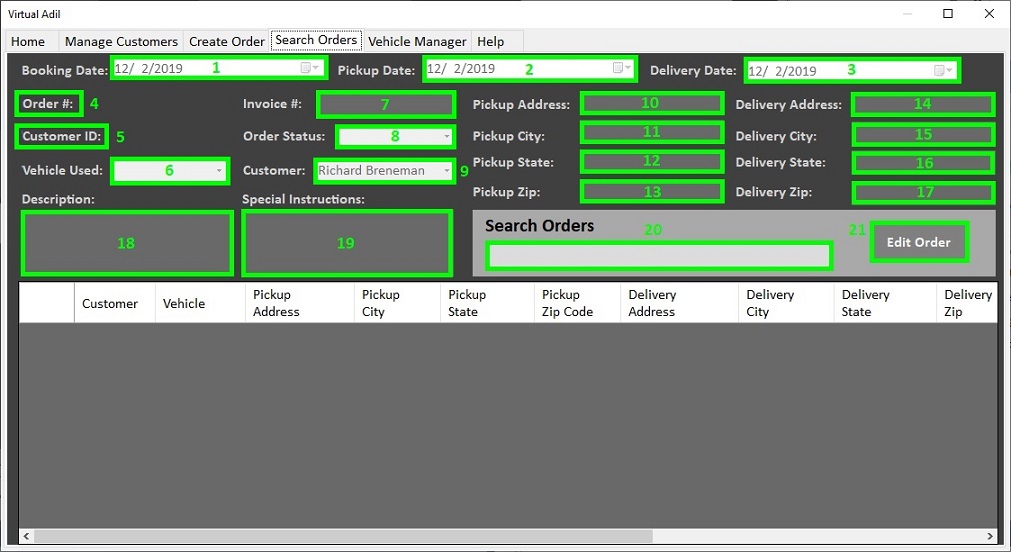 Virtual Adil
Home Manage Customers Create Order Search Orders Vehicle Manager Help
Booking Date: 12/ 2/2019 1 Pickup Date: 12/ 2/2019 2 Delivery Date: 12/ 2/2019 3
Order #: 4 Invoice #: 7 Pickup Address: 10 Delivery Address: 14
Customer ID: 5 Order Status: 8 Pickup City: 11 Delivery City: 15
Pickup State: 12 Delivery State: 16
Vehicle Used: 6 Customer: Richard Breneman 9
Pickup Zip: 13 Delivery Zip: 17
Description: Special Instructions:
18 19
Search Orders 20 21 Edit Order
Customer Vehicle Pickup Address Pickup City Pickup State Pickup Zip Code Delivery Address Delivery City Delivery State Delivery Zip